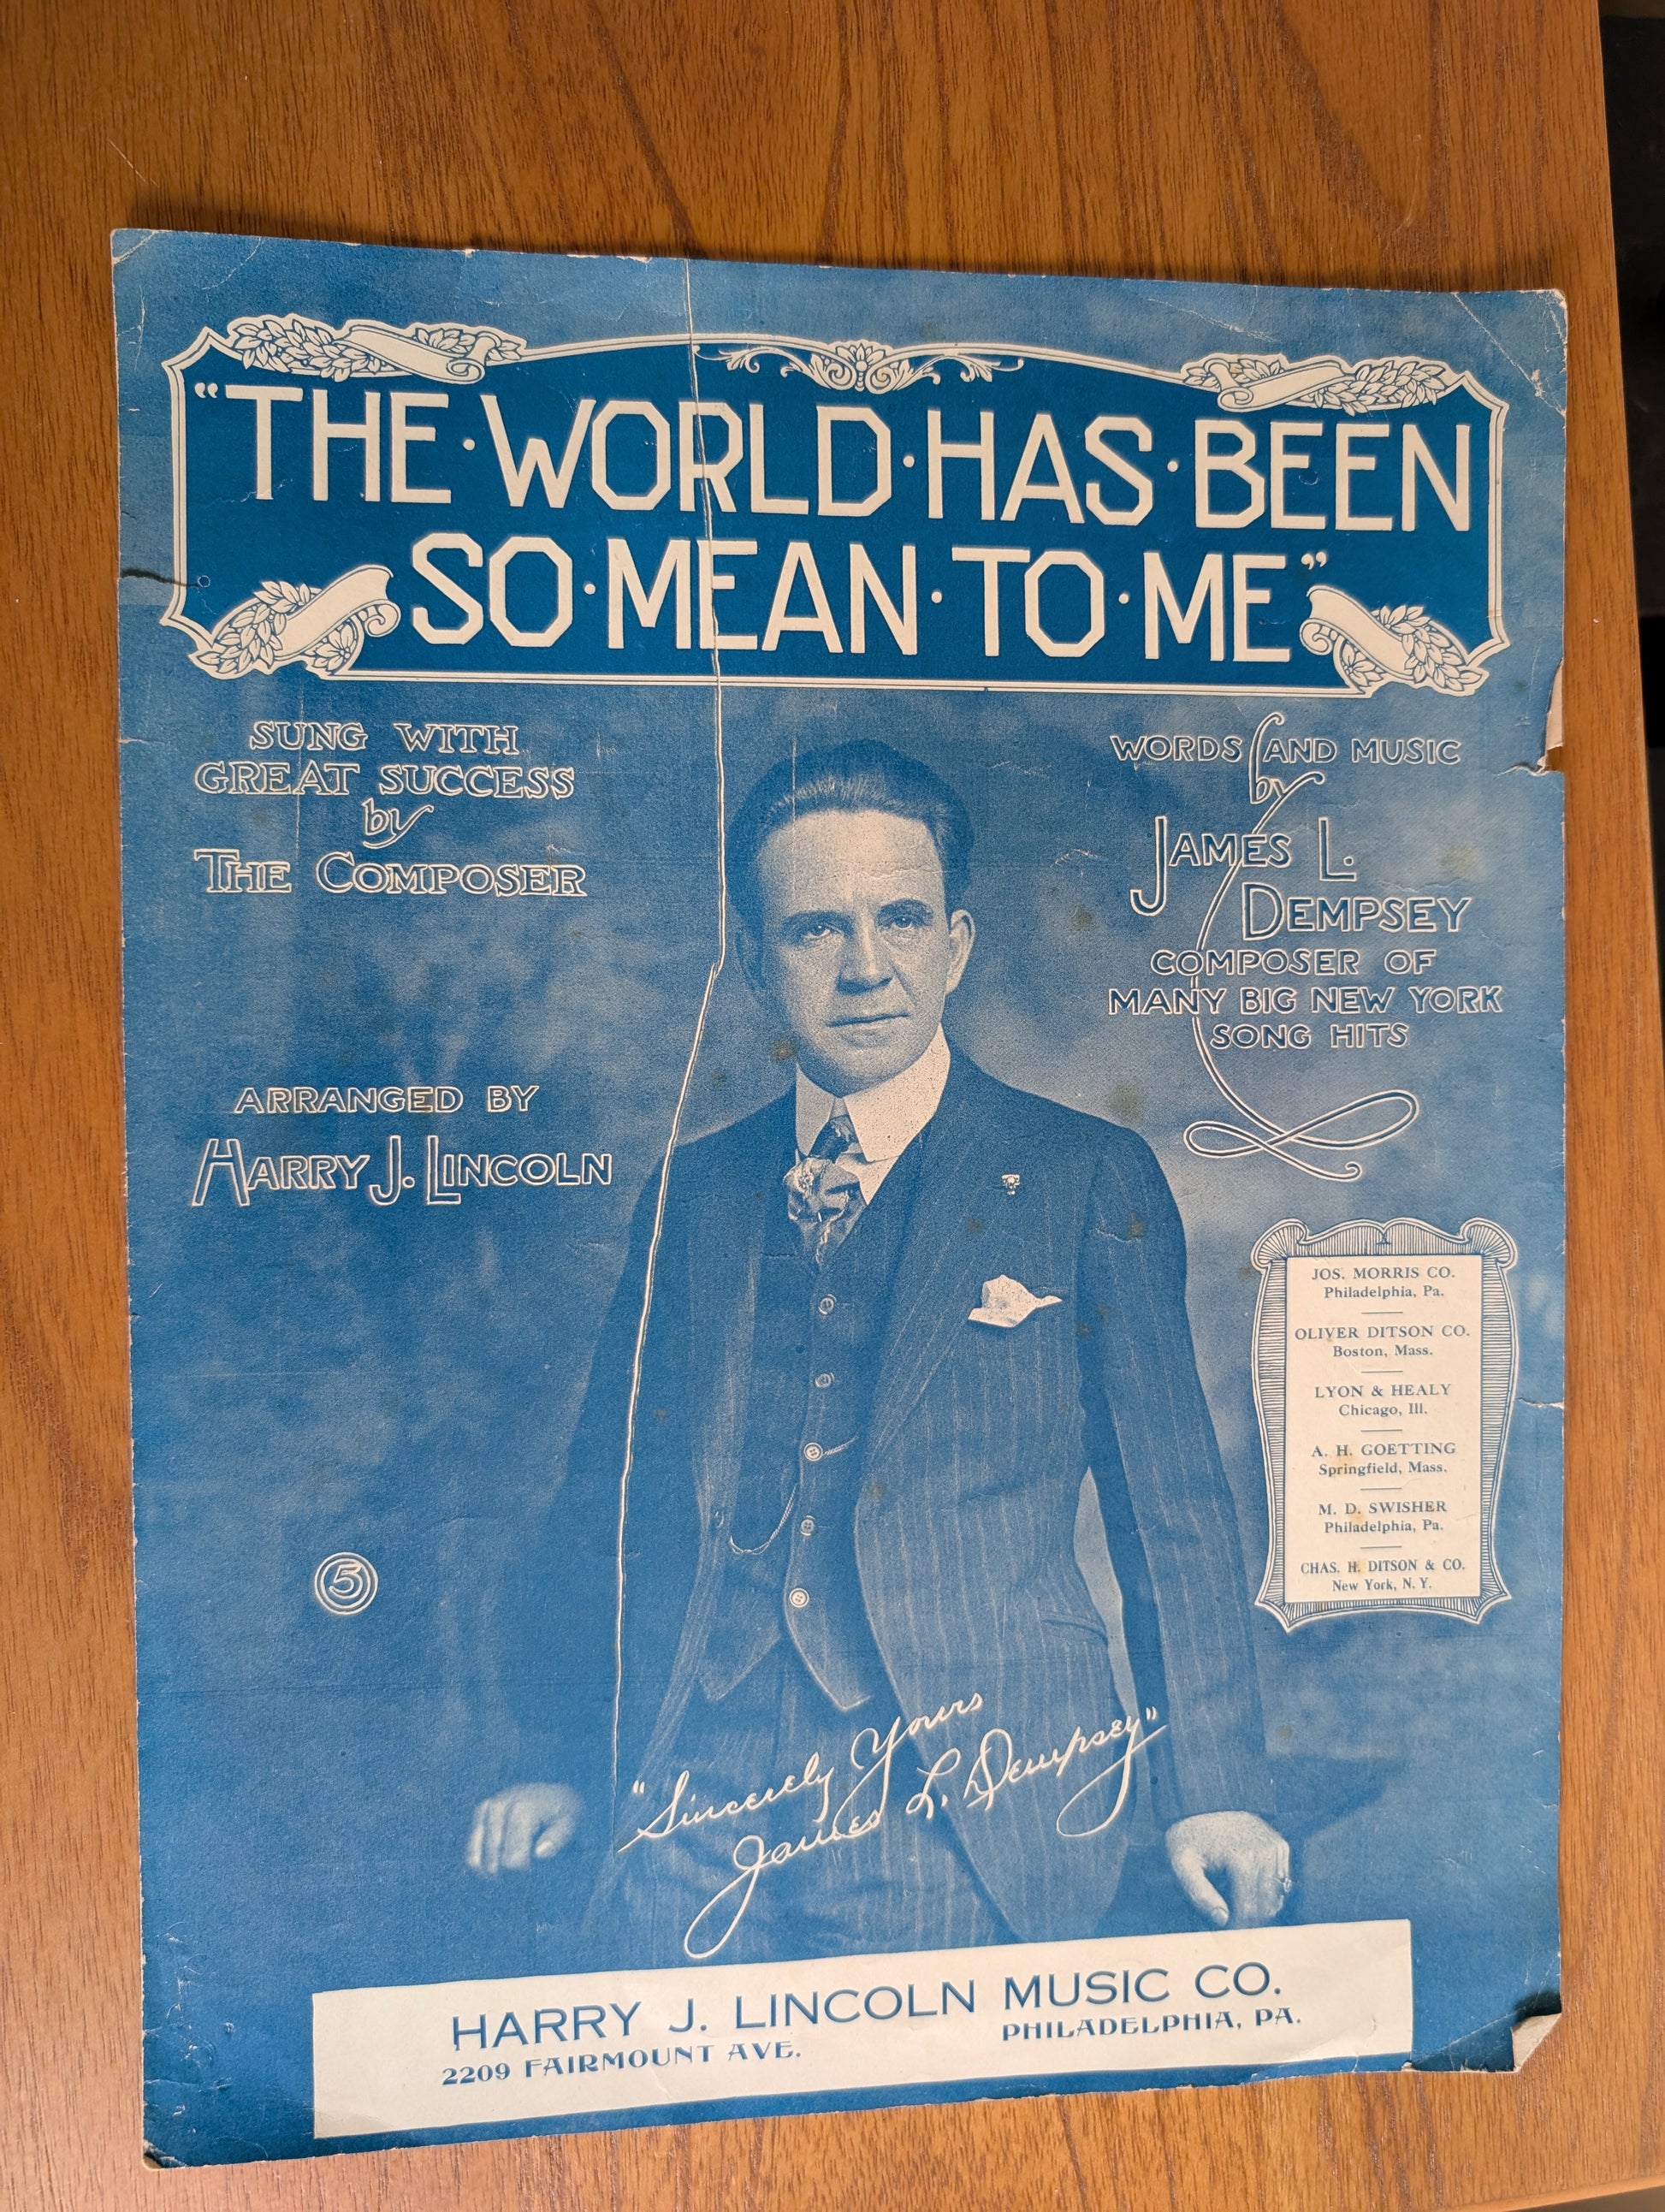 "THE·WORLD·HAS·BEEN
SO·MEAN·TO·ME"
SUNG WITH
GREAT SUCCESS
by
THE COMPOSER
ARRANGED BY
HARRY J. LINCOLN
WORDS AND MUSIC
by
JAMES L.
DEMPSEY
COMPOSER OF
MANY BIG NEW YORK
SONG HITS
JOS. MORRIS CO.
Philadelphia, Pa.
OLIVER DITSON CO.
Boston, Mass.
LYON & HEALY
Chicago, Ill.
A. H. GOETTING
Springfield, Mass.
M. D. SWISHER
Philadelphia, Pa.
CHAS. H. DITSON & CO.
New York, N. Y.
5
"Sincerely Yours
James L. Dempsey"
HARRY J. LINCOLN MUSIC CO.
2209 FAIRMOUNT AVE. PHILADELPHIA, PA.